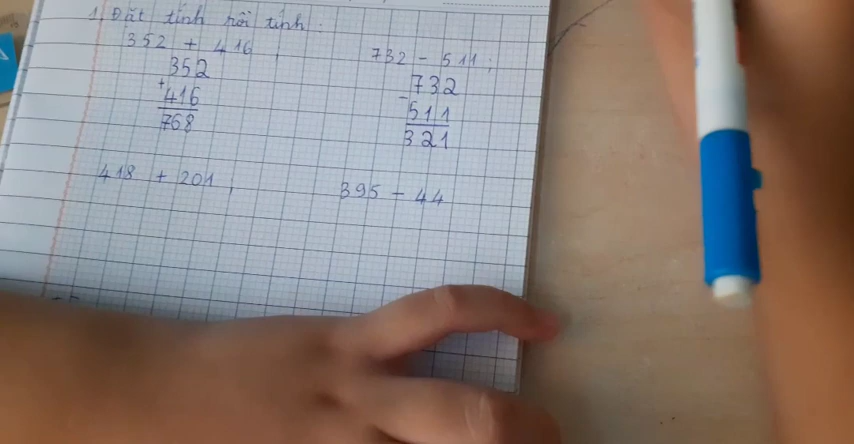 1. Đặt tính rồi tính:
352 + 416 ; 732 - 511 ;
352 732
+ -
416 511
768 321
418 + 201 ; 395 - 44